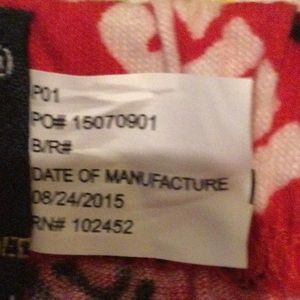 P01
PO# 15070901
B/R#
DATE OF MANUFACTURE
08/24/2015
RN# 102452